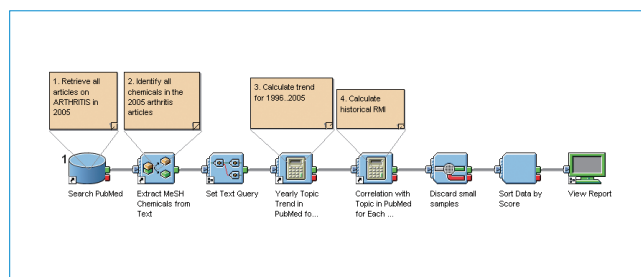 1. Retrieve all
articles on
ARTHRITIS in
2005
2. Identify all
chemicals in the
2005 arthritis
articles
3. Calculate trend
for 1996..2005
4. Calculate
historical RMI
1
Search PubMed
Extract MeSH
Chemicals from
Text
Set Text Query
Yearly Topic
Trend in
PubMed fo...
Correlation with
Topic in PubMed
for Each ...
Discard small
samples
Sort Data by
Score
View Report